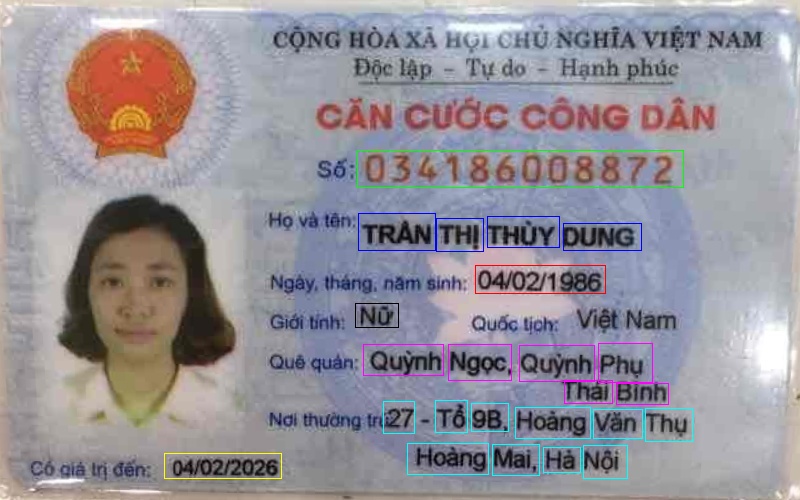 CỘNG HÒA XÃ HỘI CHỦ NGHĨA VIỆT NAM
Độc lập - Tự do - Hạnh phúc
CĂN CƯỚC CÔNG DÂN
Số: 034186008872
Họ và tên: TRẦN THỊ THÙY DUNG
Ngày, tháng, năm sinh: 04/02/1986
Giới tính: Nữ Quốc tịch: Việt Nam
Quê quán: Quỳnh Ngọc, Quỳnh Phụ
Thái Bình
Nơi thường trú: 27 - Tổ 9B, Hoàng Văn Thụ
Hoàng Mai, Hà Nội
Có giá trị đến: 04/02/2026